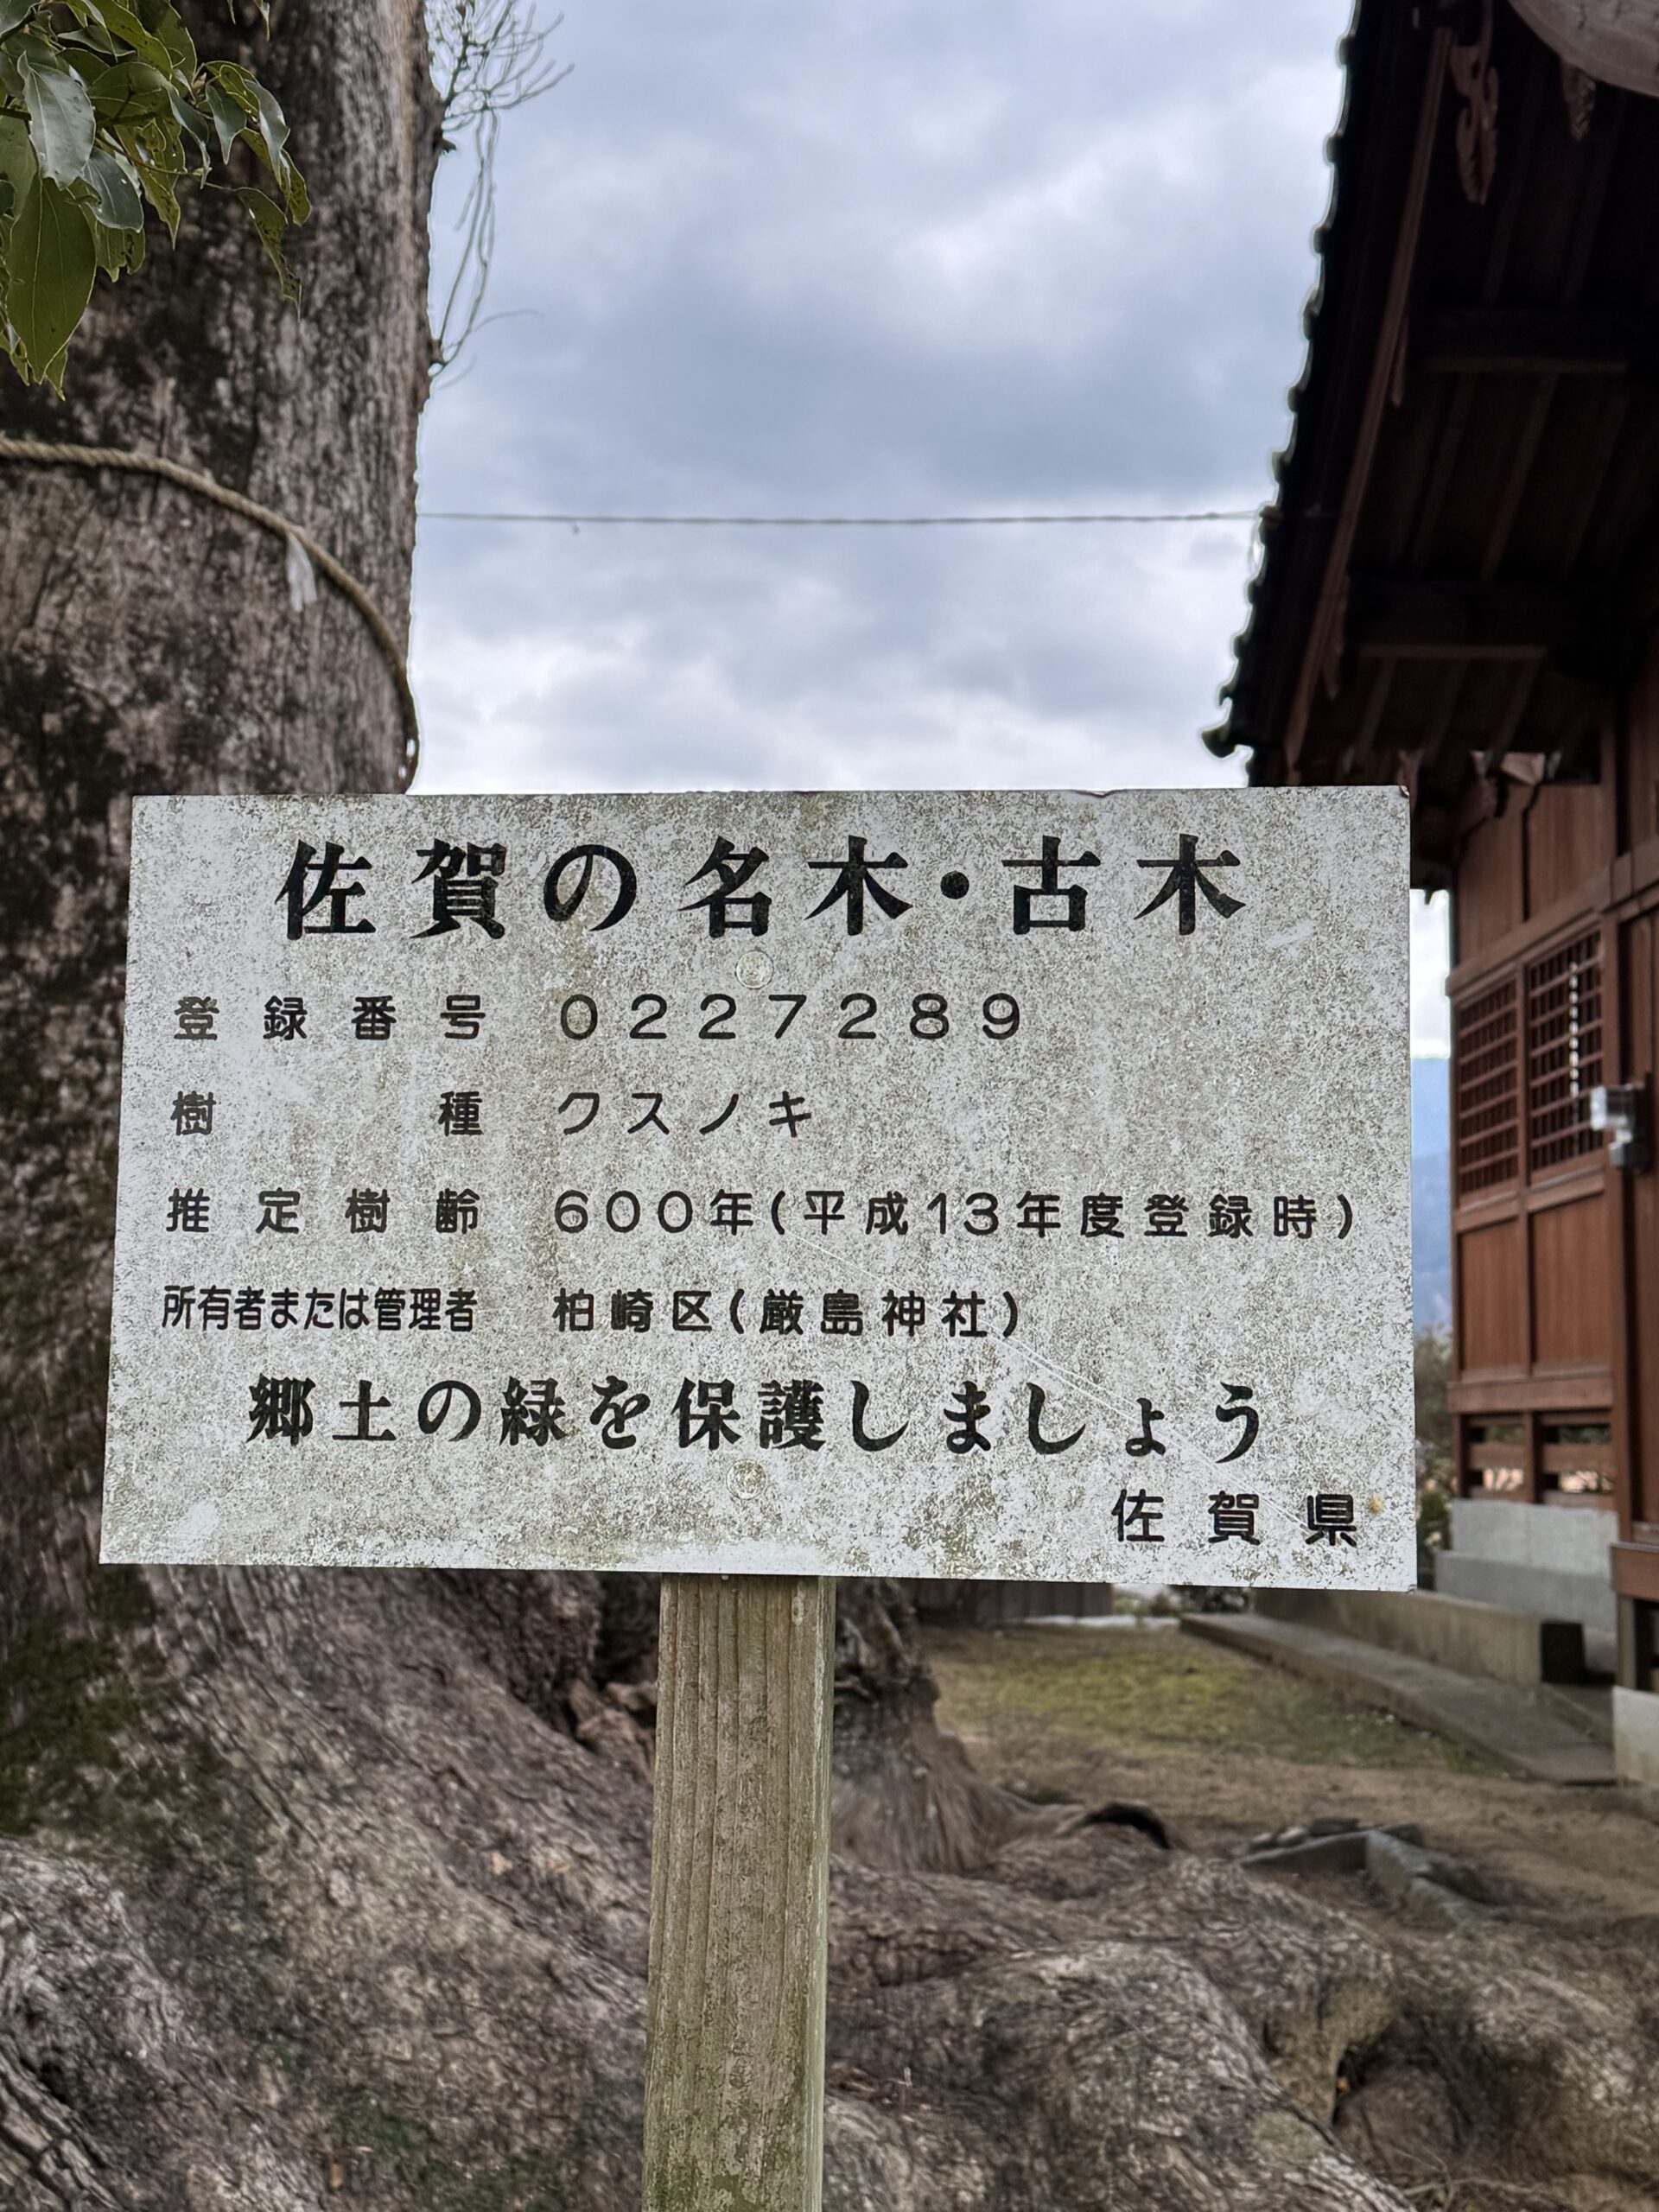 佐賀の名木・古木
登録番号 0227289
樹種 クスノキ
推定樹齢 600年(平成13年度登録時)
所有者または管理者 柏崎区(厳島神社)
郷土の緑を保護しましょう
佐賀県